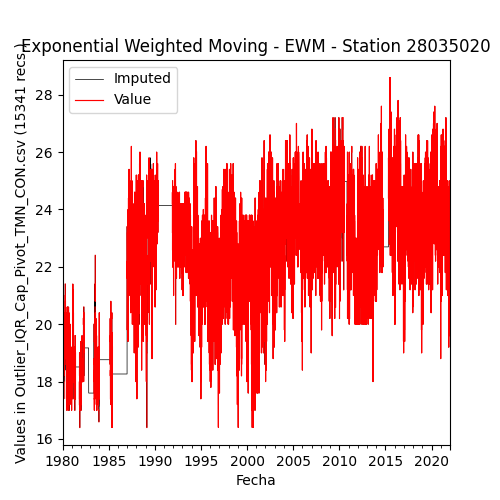 Exponential Weighted Moving - EWM - Station 28035020
Values in Outlier_IQR_Cap_Pivot_TMN_CON.csv (15341 recs.)
Imputed
Value
28
26
24
22
20
18
16
1980 1985 1990 1995 2000 2005 2010 2015 2020
Fecha